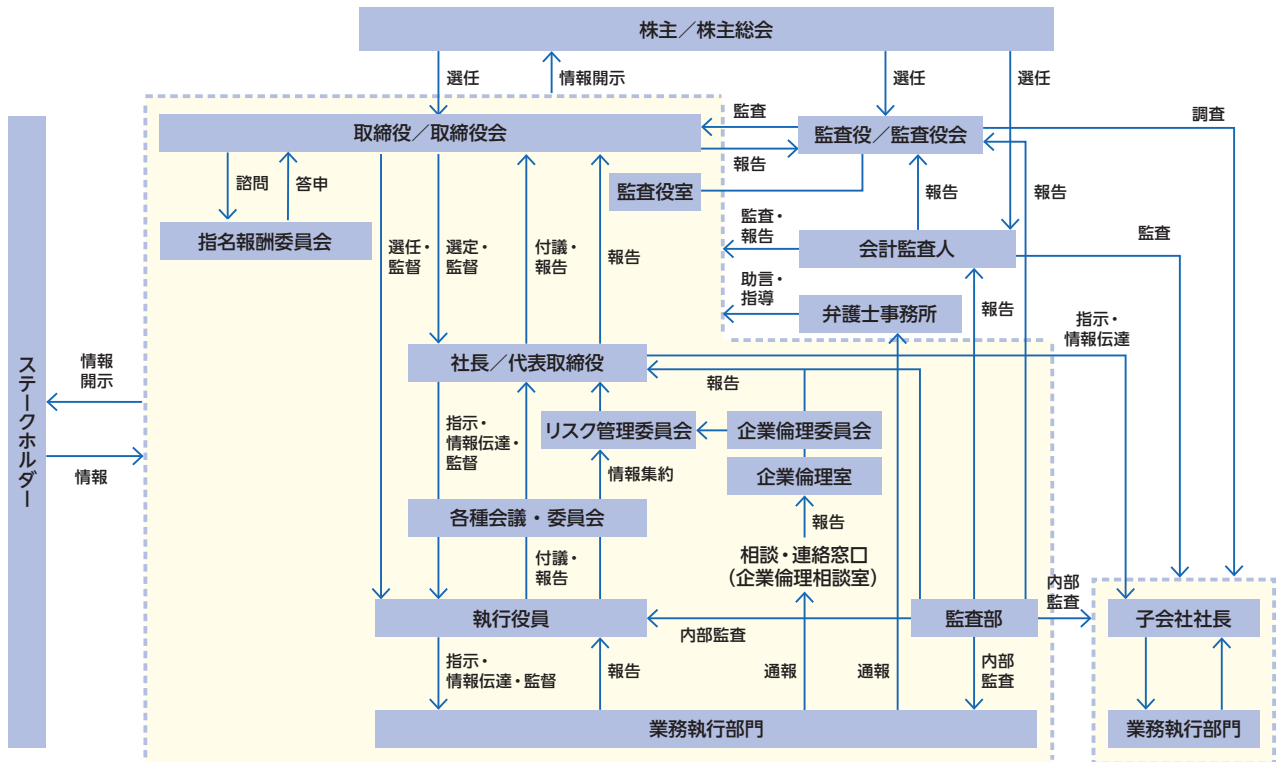 株主／株主総会
選任
情報開示
選任
選任
調査
取締役／取締役会
監査
報告
監査役／監査役会
諮問
答申
監査役室
報告
報告
指名報酬委員会
選任・
監督
選定・
監督
付議・
報告
報告
監査・
報告
会計監査人
監査
助言・
指導
弁護士事務所
報告
指示・
情報伝達
ステークホルダー
情報
開示
情報
社長／代表取締役
報告
指示・
情報伝達・
監督
リスク管理委員会
企業倫理委員会
情報集約
企業倫理室
各種会議・委員会
報告
付議・
報告
相談・連絡窓口
（企業倫理相談室）
執行役員
内部監査
監査部
内部
監査
子会社社長
指示・
情報伝達・監督
報告
通報
通報
内部
監査
業務執行部門
業務執行部門